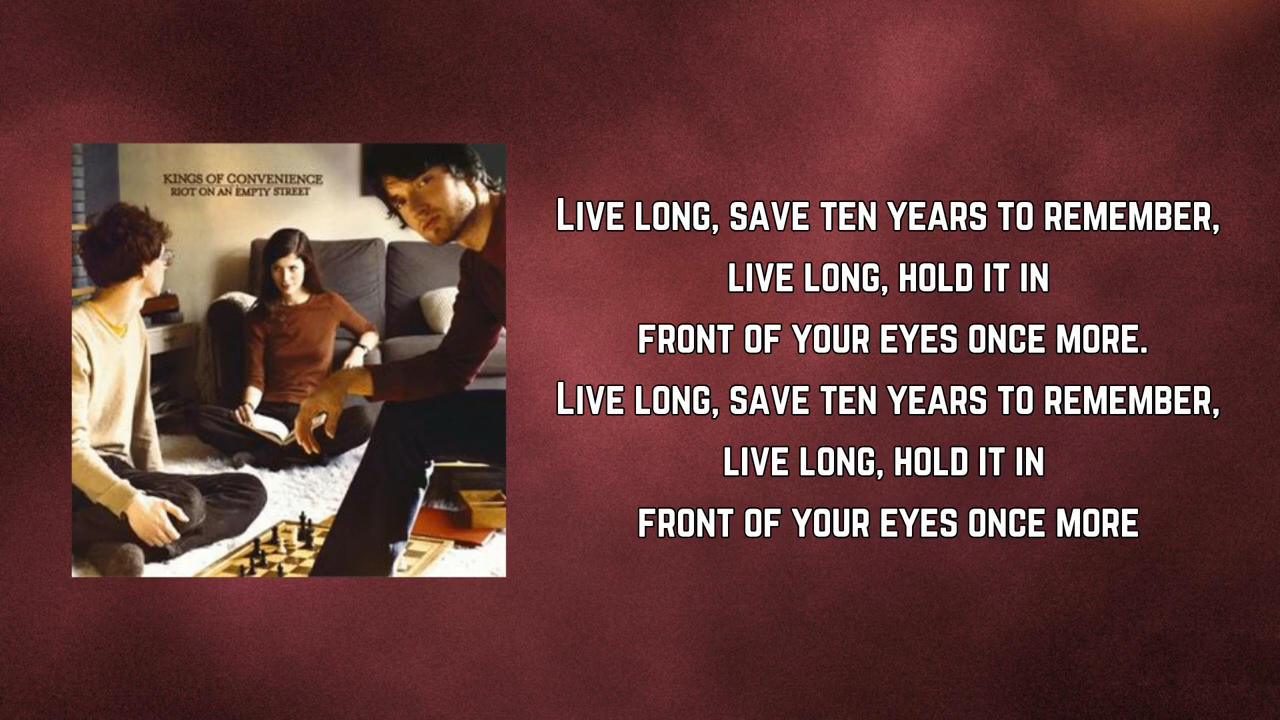 KINGS OF CONVENIENCE
RIOT ON AN EMPTY STREET
LIVE LONG, SAVE TEN YEARS TO REMEMBER,
LIVE LONG, HOLD IT IN
FRONT OF YOUR EYES ONCE MORE.
LIVE LONG, SAVE TEN YEARS TO REMEMBER,
LIVE LONG, HOLD IT IN
FRONT OF YOUR EYES ONCE MORE